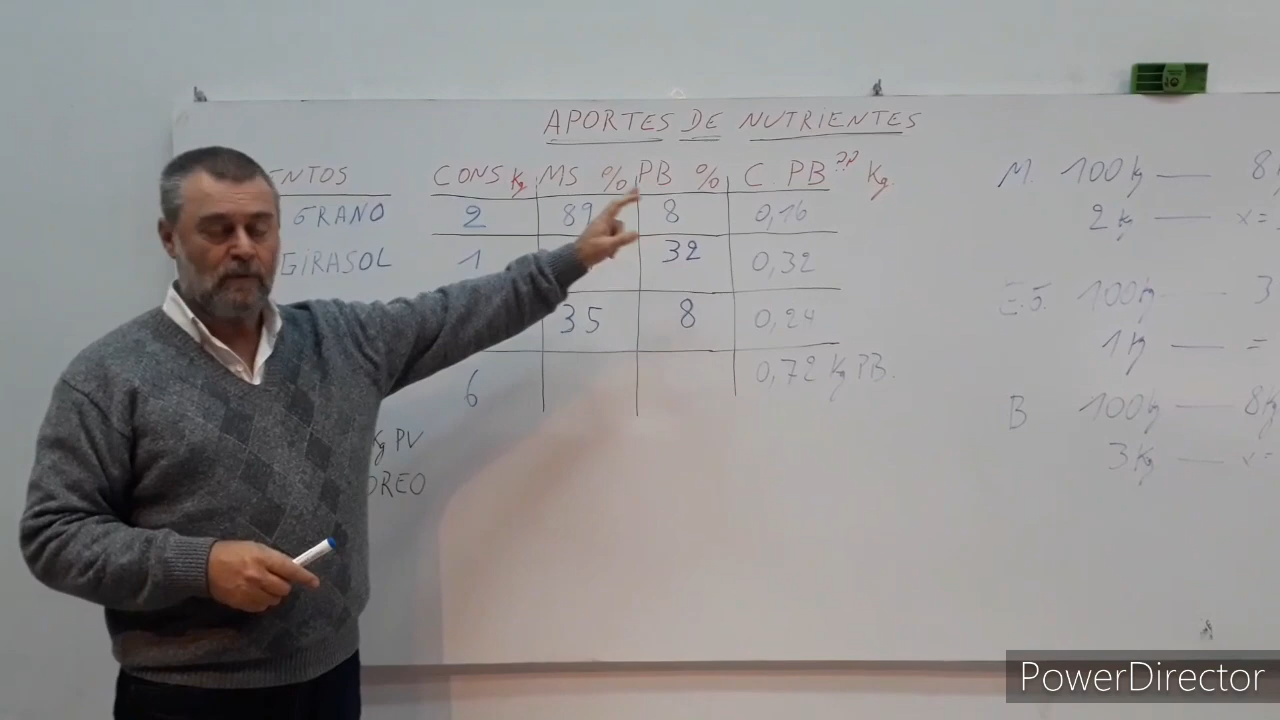 APORTES DE NUTRIENTES
CONS Kg MS % PB % C. PB ?? Kg.
GRANO 2 89 8 0,16
GIRASOL 1 32 0,32
35 8 0,24
6 0,72 Kg PB.
Kg PV
M. 100 kg — 8
2 kg — x=
E.S. 100 kg - 3
1 kg — =
B 100 kg — 8 Kg
3 Kg — x=
PowerDirector